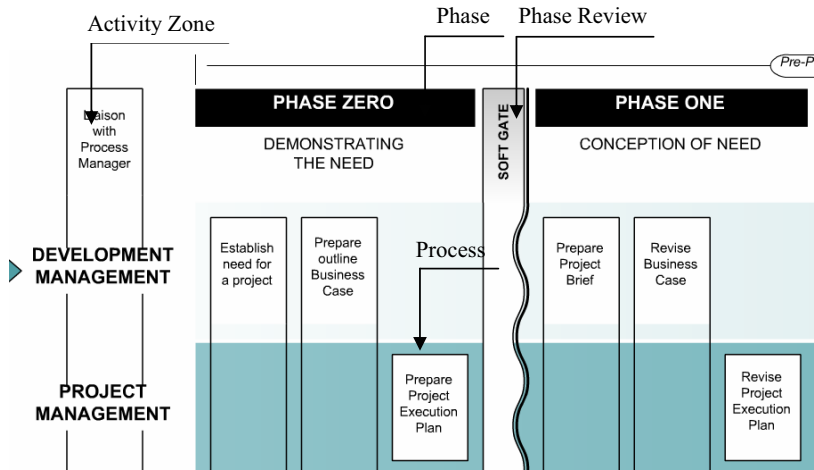 Activity Zone
Phase
Phase Review
Pre-P
PHASE ZERO
PHASE ONE
SOFT GATE
Liaison
with
Process
Manager
DEMONSTRATING
THE NEED
CONCEPTION OF NEED
DEVELOPMENT
MANAGEMENT
Establish
need for
a project
Prepare
outline
Business
Case
Process
Prepare
Project
Brief
Revise
Business
Case
PROJECT
MANAGEMENT
Prepare
Project
Execution
Plan
Revise
Project
Execution
Plan